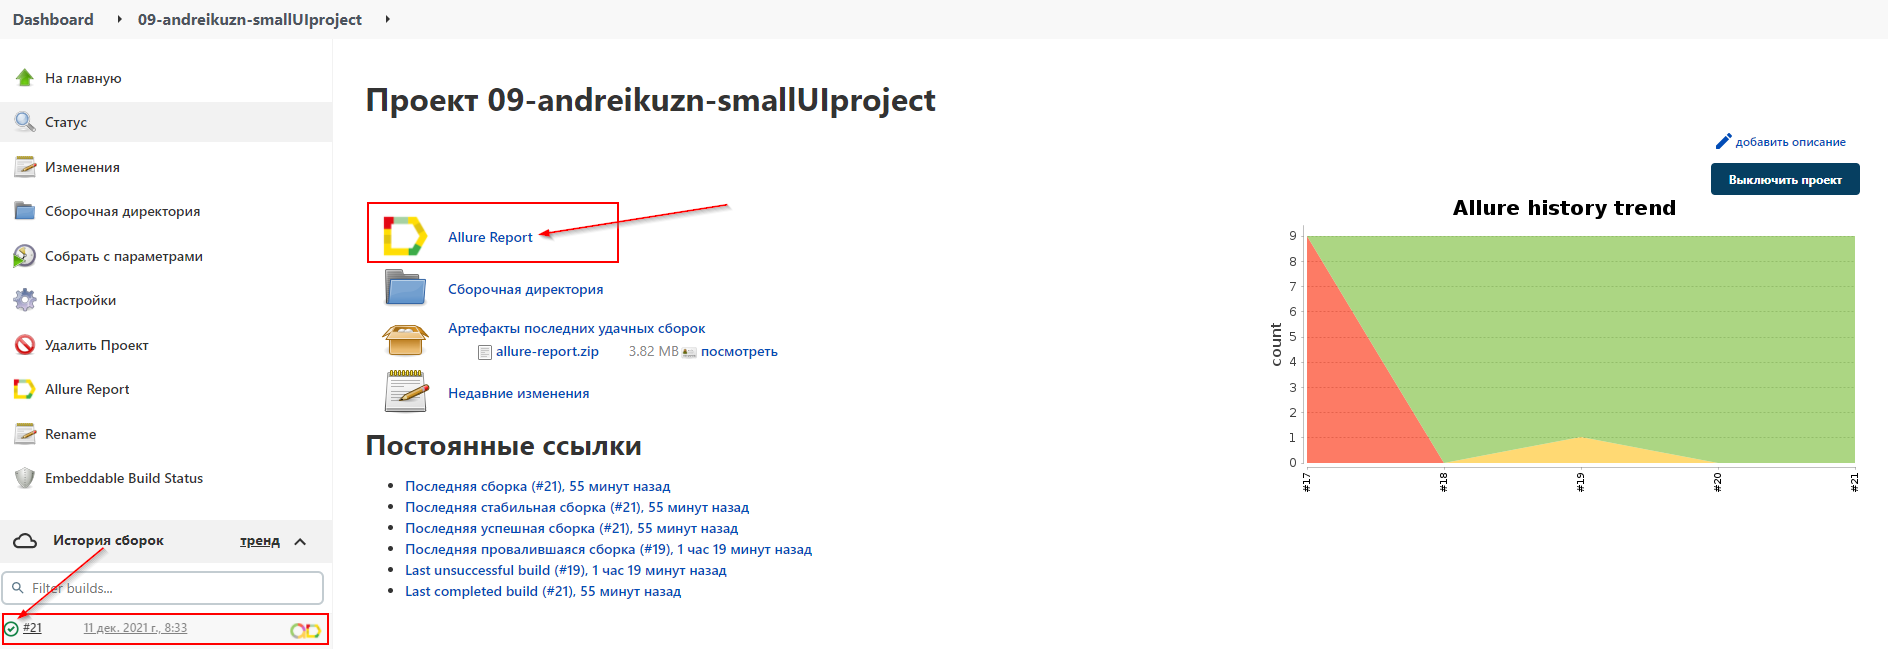 Dashboard 09-andreikuzn-smallUIproject
На главную
Статус
Изменения
Сборочная директория
Собрать с параметрами
Настройки
Удалить Проект
Allure Report
Rename
Embeddable Build Status
История сборок тренд
Filter builds...
#21 11 дек. 2021 г., 8:33
Проект 09-andreikuzn-smallUIproject
добавить описание
Выключить проект
Allure Report
Сборочная директория
Артефакты последних удачных сборок
allure-report.zip 3.82 MB посмотреть
Недавние изменения
Постоянные ссылки
Последняя сборка (#21), 55 минут назад
Последняя стабильная сборка (#21), 55 минут назад
Последняя успешная сборка (#21), 55 минут назад
Последняя провалившаяся сборка (#19), 1 час 19 минут назад
Last unsuccessful build (#19), 1 час 19 минут назад
Last completed build (#21), 55 минут назад
Allure history trend
count
9
8
7
6
5
4
3
2
1
0
#17 #18 #19 #20 #21